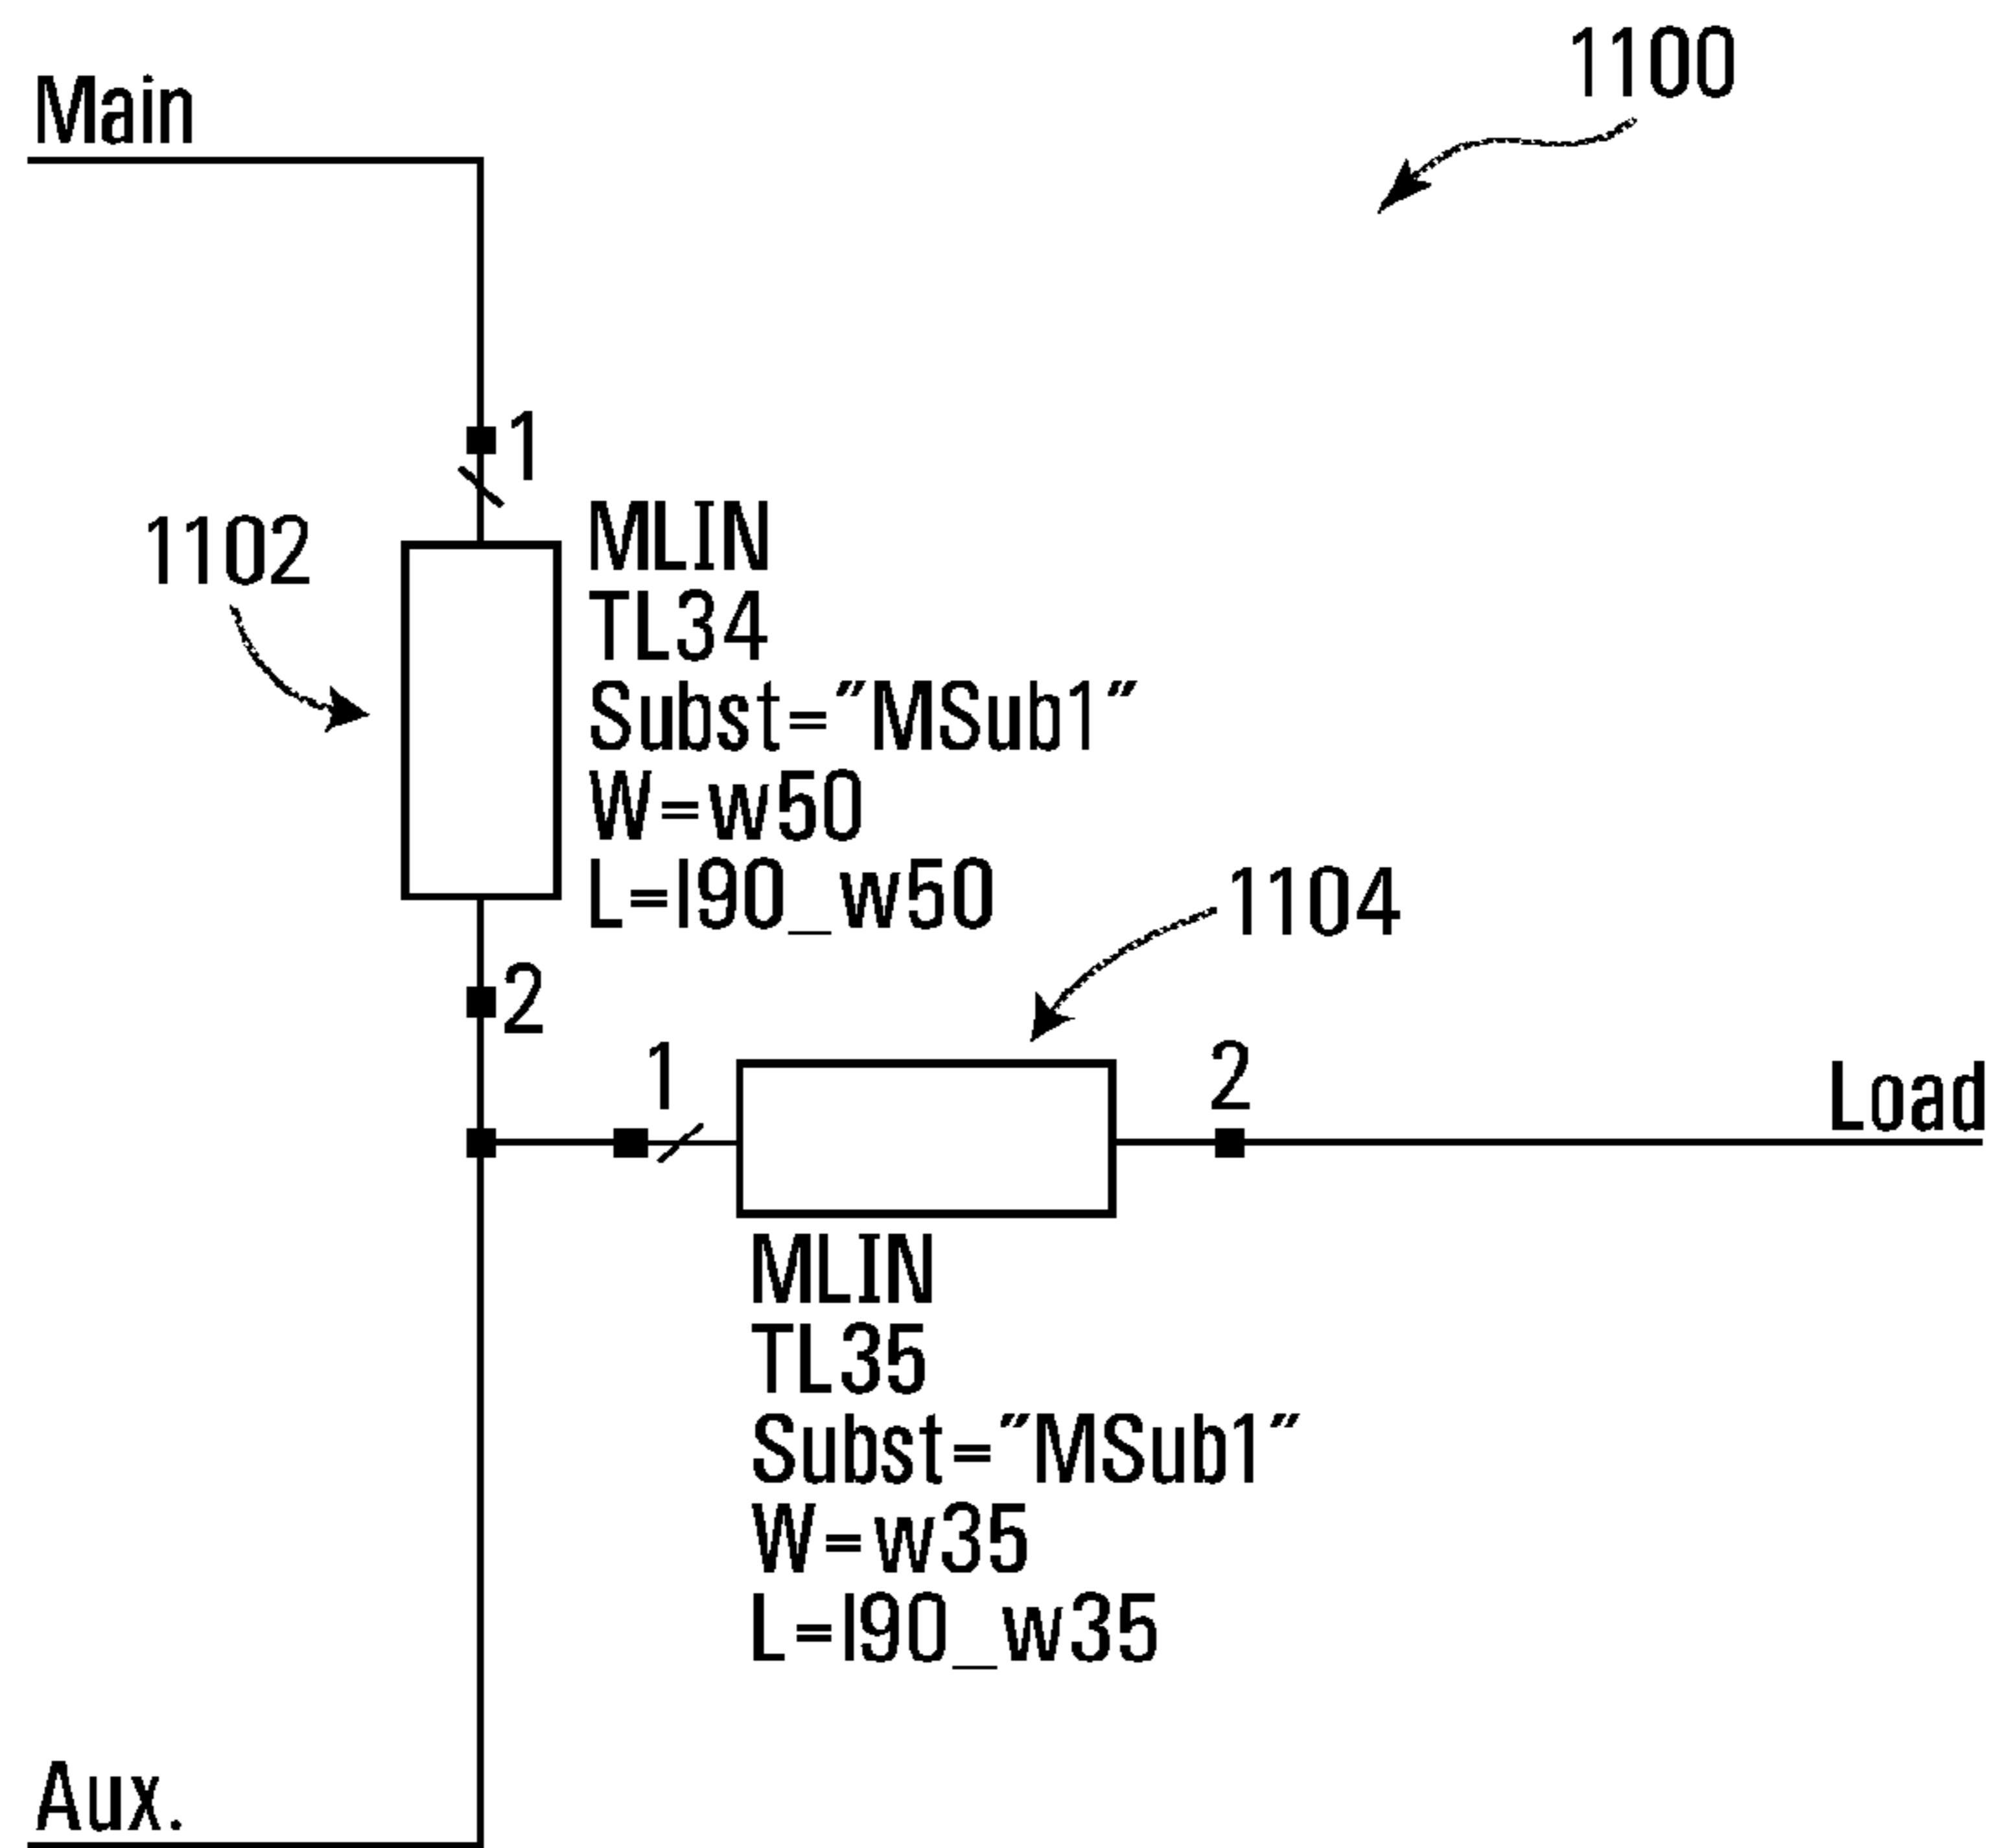 1100
Main
1
1102
MLIN
TL34
Subst="MSub1"
W=w50
L=l90_w50
2
1104
1
2
Load
MLIN
TL35
Subst="MSub1"
W=w35
L=l90_w35
Aux.